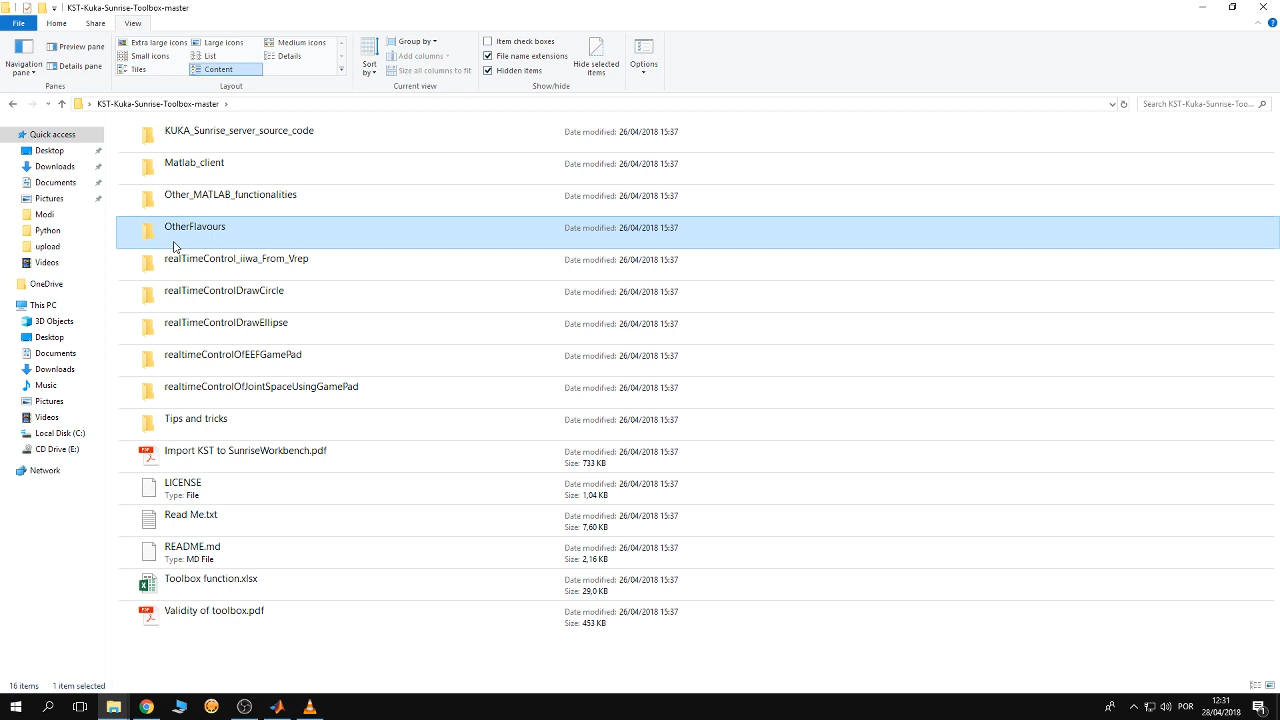 KST-Kuka-Sunrise-Toolbox-master
File Home Share View
Navigation pane
Preview pane
Details pane
Panes
Extra large icons Large icons Medium icons
Small icons List Details
Tiles Content
Layout
Sort by
Group by
Add columns
Size all columns to fit
Current view
Item check boxes
File name extensions
Hidden items
Hide selected items
Show/hide
Options
KST-Kuka-Sunrise-Toolbox-master
Search KST-Kuka-Sunrise-Too...
Quick access
Desktop
Downloads
Documents
Pictures
Modi
Python
upload
Videos
OneDrive
This PC
3D Objects
Desktop
Documents
Downloads
Music
Pictures
Videos
Local Disk (C:)
CD Drive (E:)
Network
KUKA_Sunrise_server_source_code Date modified: 26/04/2018 15:37
Matlab_client Date modified: 26/04/2018 15:37
Other_MATLAB_functionalities Date modified: 26/04/2018 15:37
OtherFlavours Date modified: 26/04/2018 15:37
realTimeControl_iiwa_From_Vrep Date modified: 26/04/2018 15:37
realTimeControlDrawCircle Date modified: 26/04/2018 15:37
realTimeControlDrawEllipse Date modified: 26/04/2018 15:37
realtimeControlOfEEFGamePad Date modified: 26/04/2018 15:37
realtimeControlOfJointSpaceUsingGamePad Date modified: 26/04/2018 15:37
Tips and tricks Date modified: 26/04/2018 15:37
Import KST to SunriseWorkbench.pdf Date modified: 26/04/2018 15:37
Size: 733 KB
LICENSE Date modified: 26/04/2018 15:37
Type: File Size: 1,04 KB
Read Me.txt Date modified: 26/04/2018 15:37
Size: 7,60 KB
README.md Date modified: 26/04/2018 15:37
Type: MD File Size: 2,16 KB
Toolbox function.xlsx Date modified: 26/04/2018 15:37
Size: 29,0 KB
Validity of toolbox.pdf Date modified: 26/04/2018 15:37
Size: 453 KB
16 items 1 item selected
POR
12:31
28/04/2018